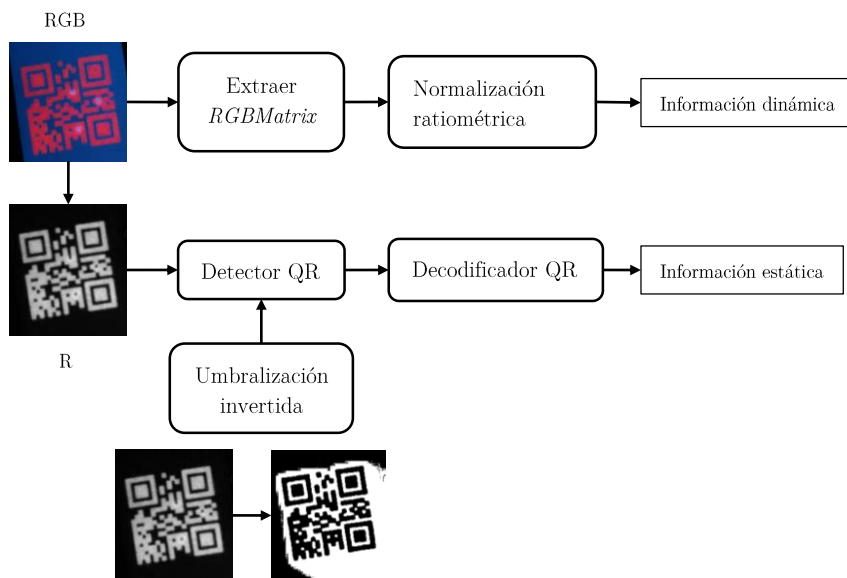 RGB
Extraer
RGBMatrix
Normalización
ratiométrica
Información dinámica
Detector QR
Decodificador QR
Información estática
R
Umbralización
invertida